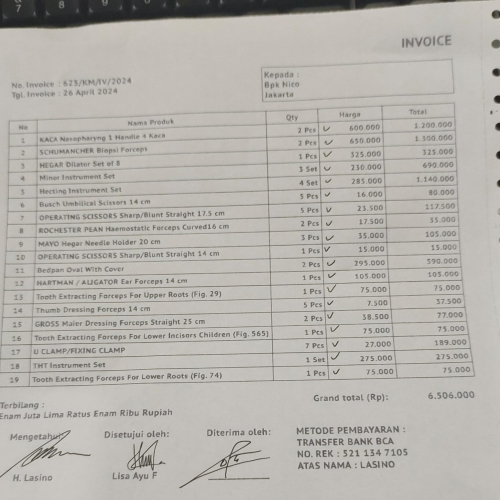 INVOICE
No. Invoice : 623/KM/IV/2024
Tgl. Invoice : 26 April 2024
Kepada :
Bpk Nico
Jakarta
No Nama Produk Qty Harga Total
1 KACA Nasopharyng 1 Handle 4 Kaca 2 Pcs 600.000 1.200.000
2 SCHUMANCHER Biopsi Forceps 2 Pcs 650.000 1.300.000
3 HEGAR Dilator Set of 8 1 Pcs 325.000 325.000
4 Minor Instrument Set 3 Set 230.000 690.000
5 Hecting Instrument Set 4 Set 285.000 1.140.000
6 Busch Umbilical Scissors 14 cm 5 Pcs 16.000 80.000
7 OPERATING SCISSORS Sharp/Blunt Straight 17.5 cm 5 Pcs 23.500 117.500
8 ROCHESTER PEAN Haemostatic Forceps Curved16 cm 2 Pcs 17.500 35.000
9 MAYO Hegar Needle Holder 20 cm 3 Pcs 35.000 105.000
10 OPERATING SCISSORS Sharp/Blunt Straight 14 cm 1 Pcs 15.000 15.000
11 Bedpan Oval With Cover 2 Pcs 295.000 590.000
12 HARTMAN / ALIGATOR Ear Forceps 14 cm 1 Pcs 105.000 105.000
13 Tooth Extracting Forceps For Upper Roots (Fig. 29) 1 Pcs 75.000 75.000
14 Thumb Dressing Forceps 14 cm 5 Pcs 7.500 37.500
15 GROSS Maier Dressing Forceps Straight 25 cm 2 Pcs 38.500 77.000
16 Tooth Extracting Forceps For Lower Incisors Children (Fig. 565) 1 Pcs 75.000 75.000
17 U CLAMP/FIXING CLAMP 7 Pcs 27.000 189.000
18 THT Instrument Set 1 Set 275.000 275.000
19 Tooth Extracting Forceps For Lower Roots (Fig. 74) 1 Pcs 75.000 75.000
Grand total (Rp): 6.506.000
Terbilang :
Enam Juta Lima Ratus Enam Ribu Rupiah
Mengetahui Disetujui oleh: Diterima oleh:
H. Lasino Lisa Ayu F
METODE PEMBAYARAN :
TRANSFER BANK BCA
NO. REK : 521 134 7105
ATAS NAMA : LASINO